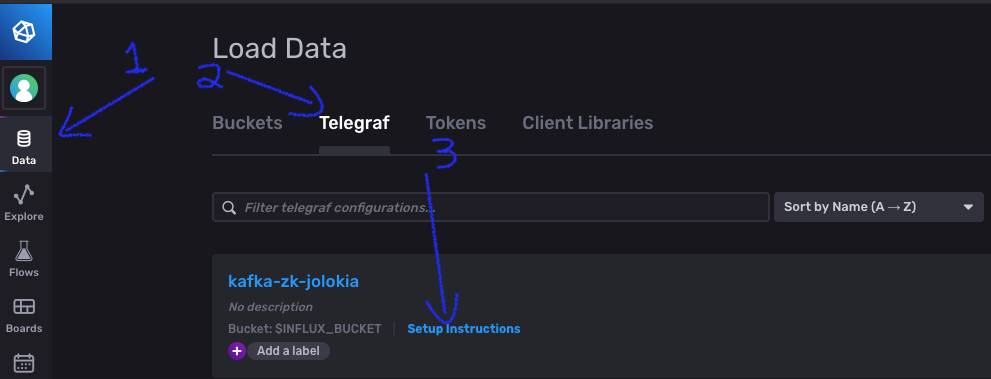 Load Data
1
2
Buckets Telegraf Tokens Client Libraries
3
Data
Explore
Flows
Boards
Filter telegraf configurations...
Sort by Name (A → Z)
kafka-zk-jolokia
No description
Bucket: $INFLUX_BUCKET | Setup Instructions
+ Add a label